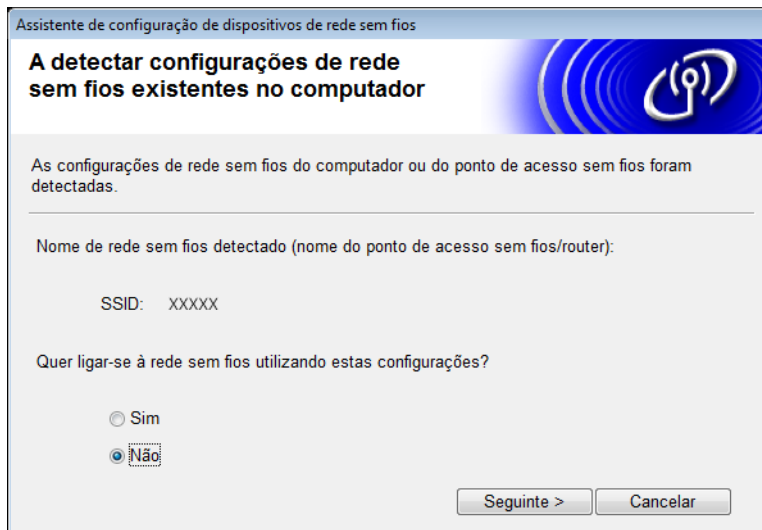 Assistente de configuração de dispositivos de rede sem fios
A detectar configurações de rede
sem fios existentes no computador
As configurações de rede sem fios do computador ou do ponto de acesso sem fios foram
detectadas.
Nome de rede sem fios detectado (nome do ponto de acesso sem fios/router):
SSID: XXXXX
Quer ligar-se à rede sem fios utilizando estas configurações?
Sim
Não
Seguinte > Cancelar